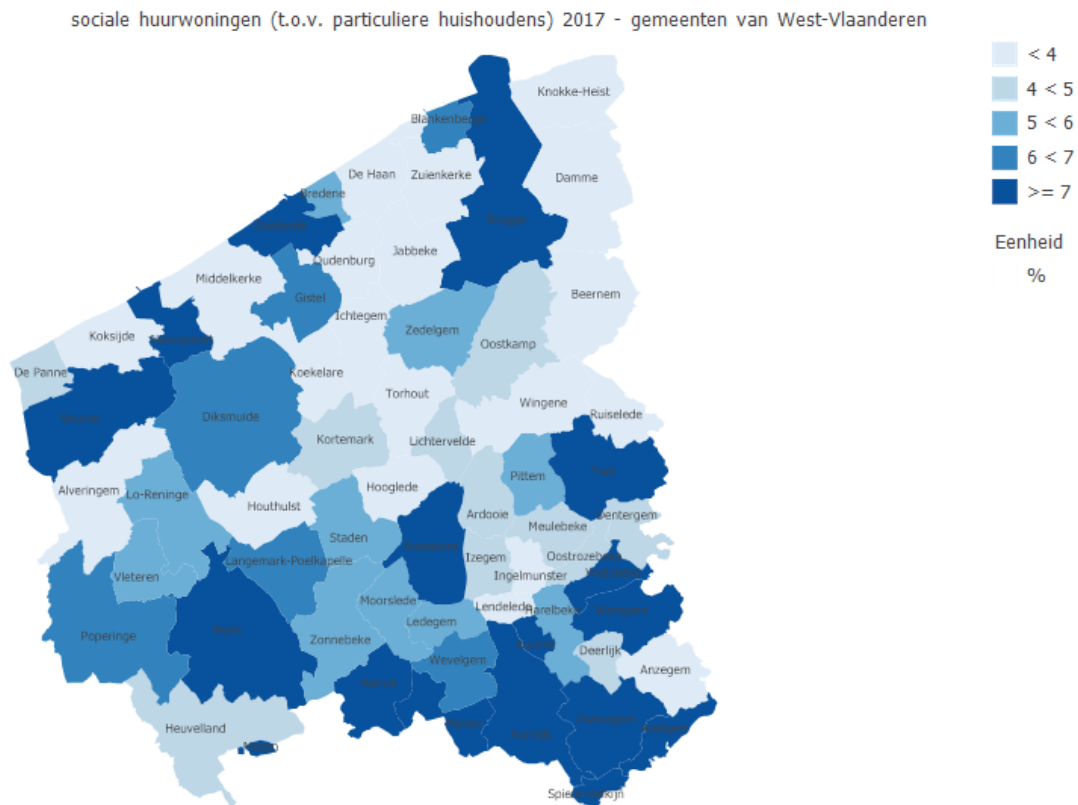 sociale huurwoningen (t.o.v. particuliere huishoudens) 2017 - gemeenten van West-Vlaanderen
< 4
4 < 5
5 < 6
6 < 7
>= 7
Eenheid
%
Knokke-Heist
Blankenberge
De Haan
Zuienkerke
Damme
Bredene
Brugge
Oostende
Jabbeke
Oudenburg
Middelkerke
Beernem
Gistel
Ichtegem
Zedelgem
Koksijde
Oostkamp
De Panne
Koekelare
Torhout
Wingene
Ruiselede
Diksmuide
Kortemark
Lichtervelde
Pittem
Alveringem
Lo-Reninge
Hooglede
Houthulst
Ardooie
Dentergem
Meulebeke
Staden
Langemark-Poelkapelle
Izegem
Oostrozebeke
Vleteren
Ingelmunster
Moorslede
Lendelede
Harelbeke
Ledegem
Poperinge
Zonnebeke
Deerlijk
Wevelgem
Anzegem
Heuvelland